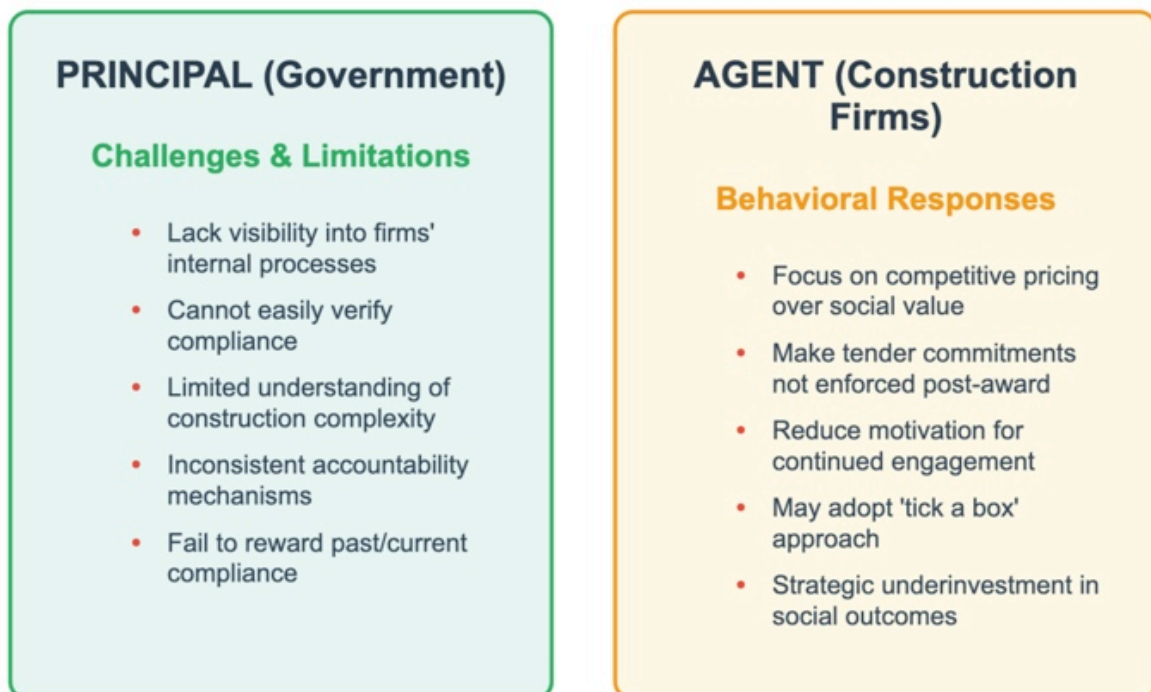 PRINCIPAL (Government)
Challenges & Limitations
• Lack visibility into firms'
internal processes
• Cannot easily verify
compliance
• Limited understanding of
construction complexity
• Inconsistent accountability
mechanisms
• Fail to reward past/current
compliance
AGENT (Construction
Firms)
Behavioral Responses
• Focus on competitive pricing
over social value
• Make tender commitments
not enforced post-award
• Reduce motivation for
continued engagement
• May adopt 'tick a box'
approach
• Strategic underinvestment in
social outcomes